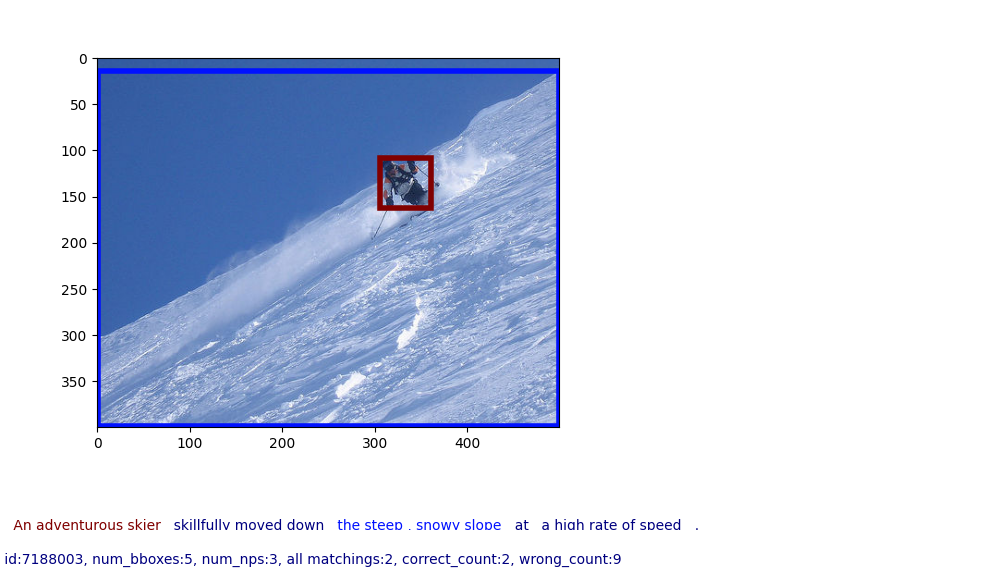 0
50
100
150
200
250
300
350
0 100 200 300 400
An adventurous skier skillfully moved down the steep , snowy slope at a high rate of speed .
id:7188003, num_bboxes:5, num_nps:3, all matchings:2, correct_count:2, wrong_count:9